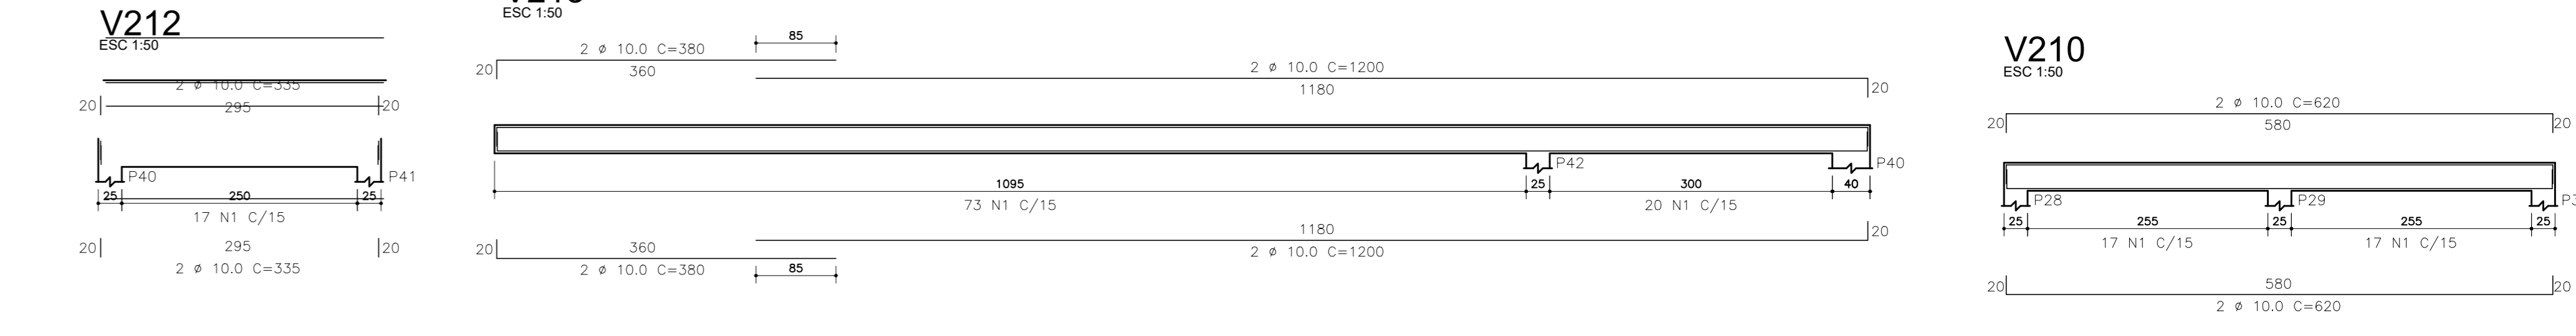 V212
ESC 1:50
2 ø 10.0 C=335
20 295 20
P40 P41
25 250 25
17 N1 C/15
20 295 20
2 ø 10.0 C=335
ESC 1:50
85
2 ø 10.0 C=380
20 360
2 ø 10.0 C=1200
1180 20
P42 P40
1095 25 300 40
73 N1 C/15 20 N1 C/15
20 360
2 ø 10.0 C=380
85
1180 20
2 ø 10.0 C=1200
V210
ESC 1:50
2 ø 10.0 C=620
20 580 20
P28 P29
25 255 25 255 25
17 N1 C/15 17 N1 C/15
20 580 20
2 ø 10.0 C=620